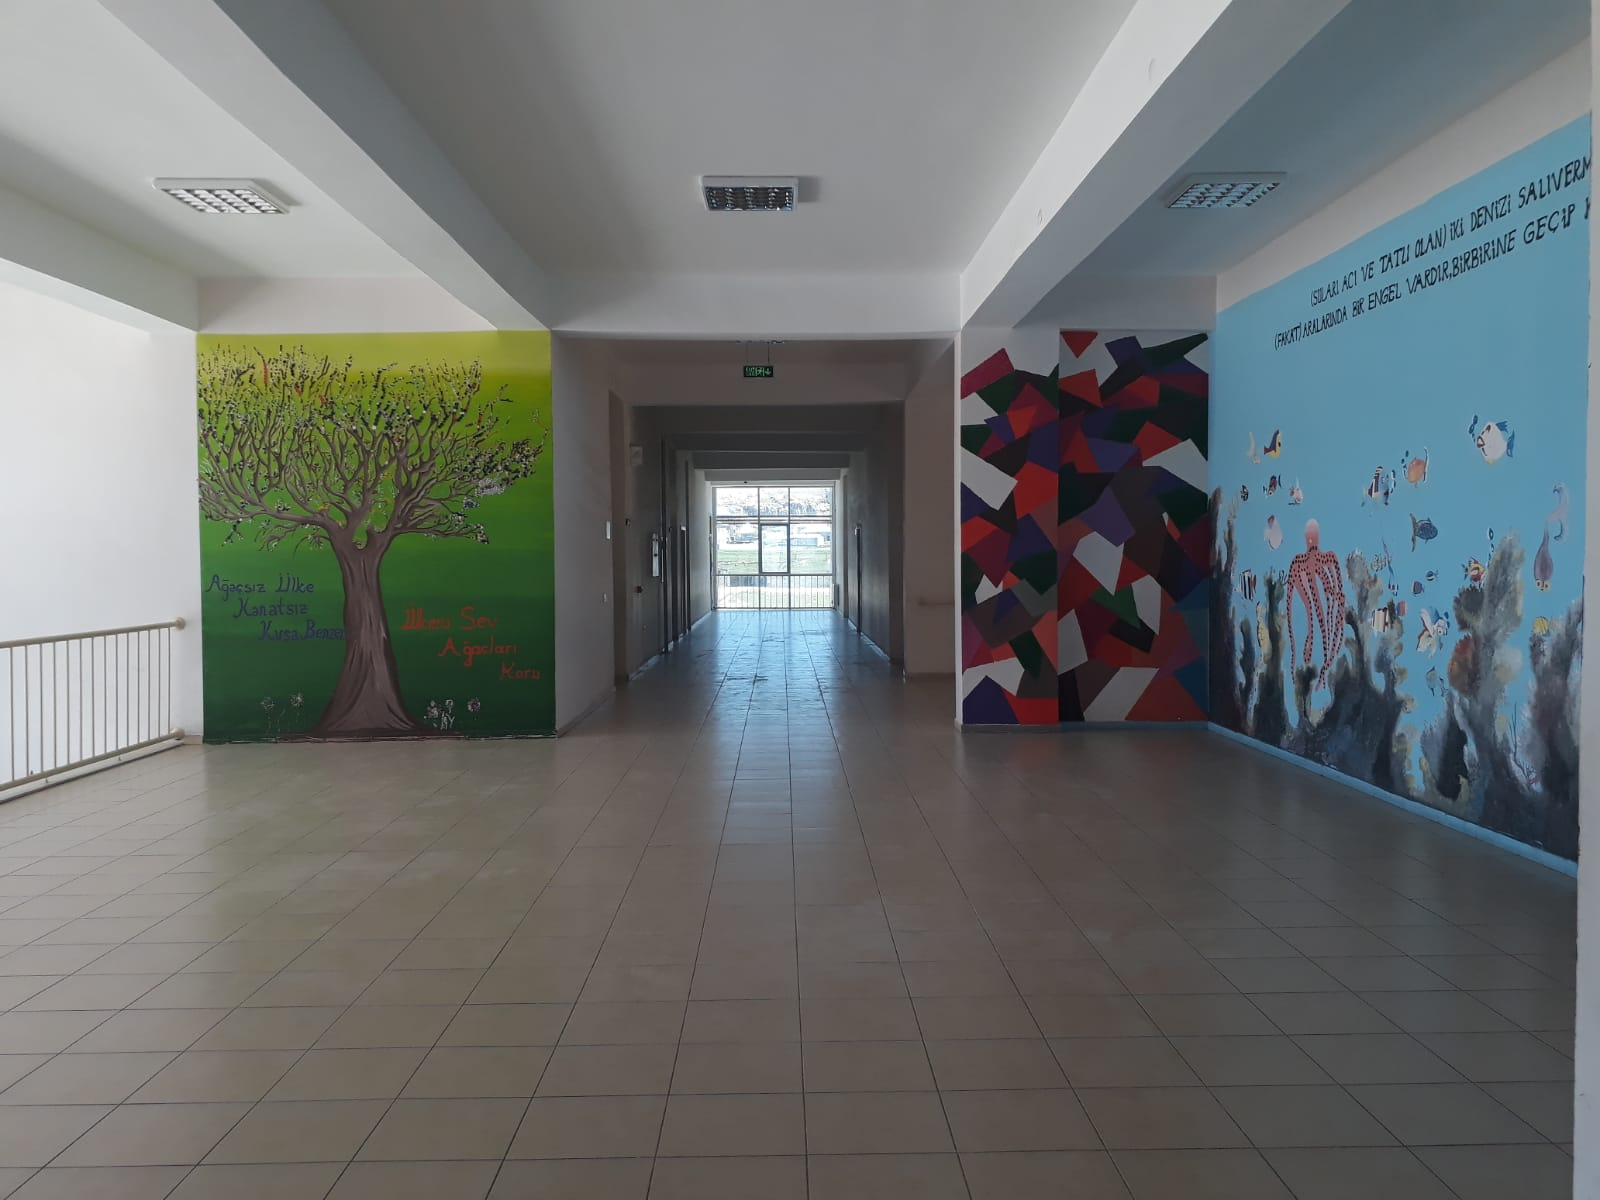 Ağaçsız Ülke
Kanatsız
Kuşa Benzer
Ülkeni Sev
Ağaçları
Koru
(SULARI ACI VE TATLI OLAN) İKİ DENİZİ SALIVERM
(FAKAT) ARALARINDA BİR ENGEL VARDIR, BİRBİRİNE GEÇİP